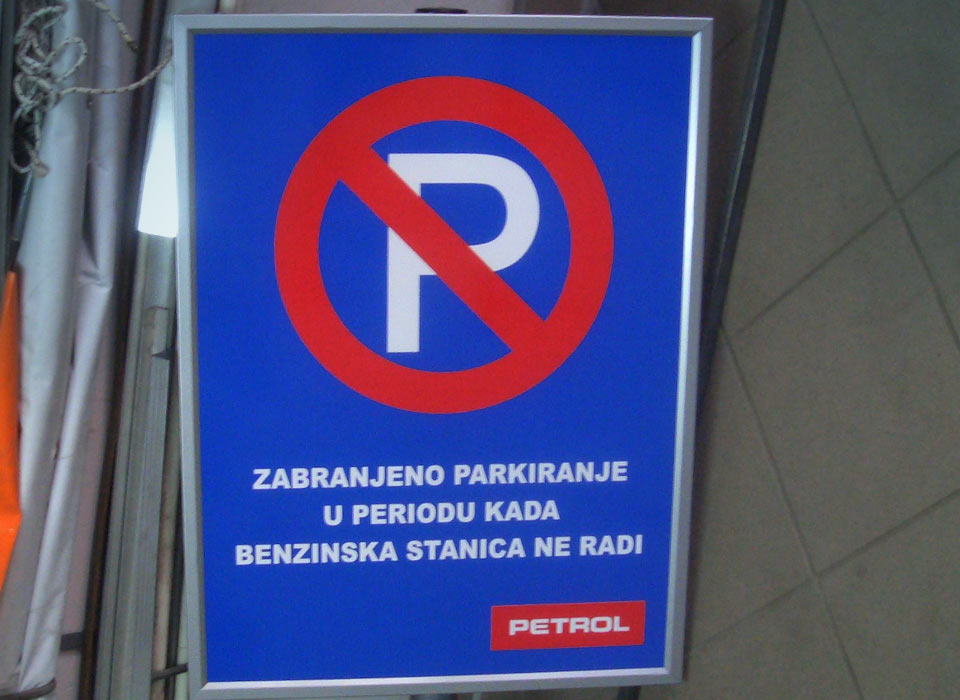 P
ZABRANJENO PARKIRANJE
U PERIODU KADA
BENZINSKA STANICA NE RADI
PETROL